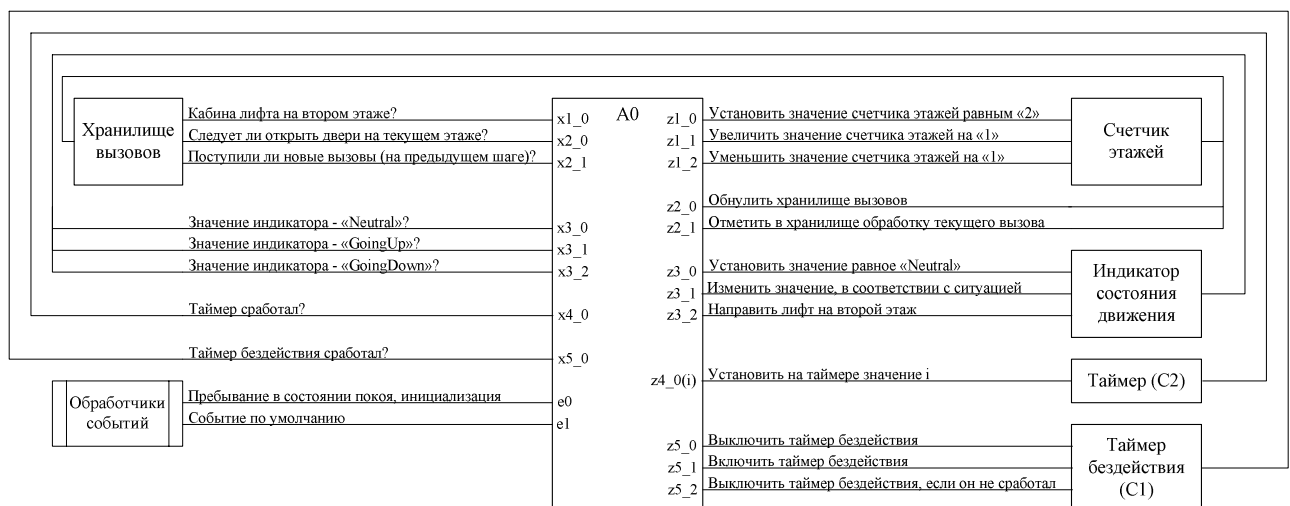 Хранилище
вызовов
Кабина лифта на втором этаже?
Следует ли открыть двери на текущем этаже?
Поступили ли новые вызовы (на предыдущем шаге)?
Значение индикатора - «Neutral»?
Значение индикатора - «GoingUp»?
Значение индикатора - «GoingDown»?
Таймер сработал?
Таймер бездействия сработал?
Обработчики
событий
Пребывание в состоянии покоя, инициализация
Событие по умолчанию
x1_0
x2_0
x2_1
x3_0
x3_1
x3_2
x4_0
x5_0
e0
e1
A0
z1_0
z1_1
z1_2
z2_0
z2_1
z3_0
z3_1
z3_2
z4_0(i)
z5_0
z5_1
z5_2
Установить значение счетчика этажей равным «2»
Увеличить значение счетчика этажей на «1»
Уменьшить значение счетчика этажей на «1»
Обнулить хранилище вызовов
Отметить в хранилище обработку текущего вызова
Установить значение равное «Neutral»
Изменить значение, в соответствии с ситуацией
Направить лифт на второй этаж
Установить на таймере значение i
Выключить таймер бездействия
Включить таймер бездействия
Выключить таймер бездействия, если он не сработал
Счетчик
этажей
Индикатор
состояния
движения
Таймер (C2)
Таймер
бездействия
(C1)